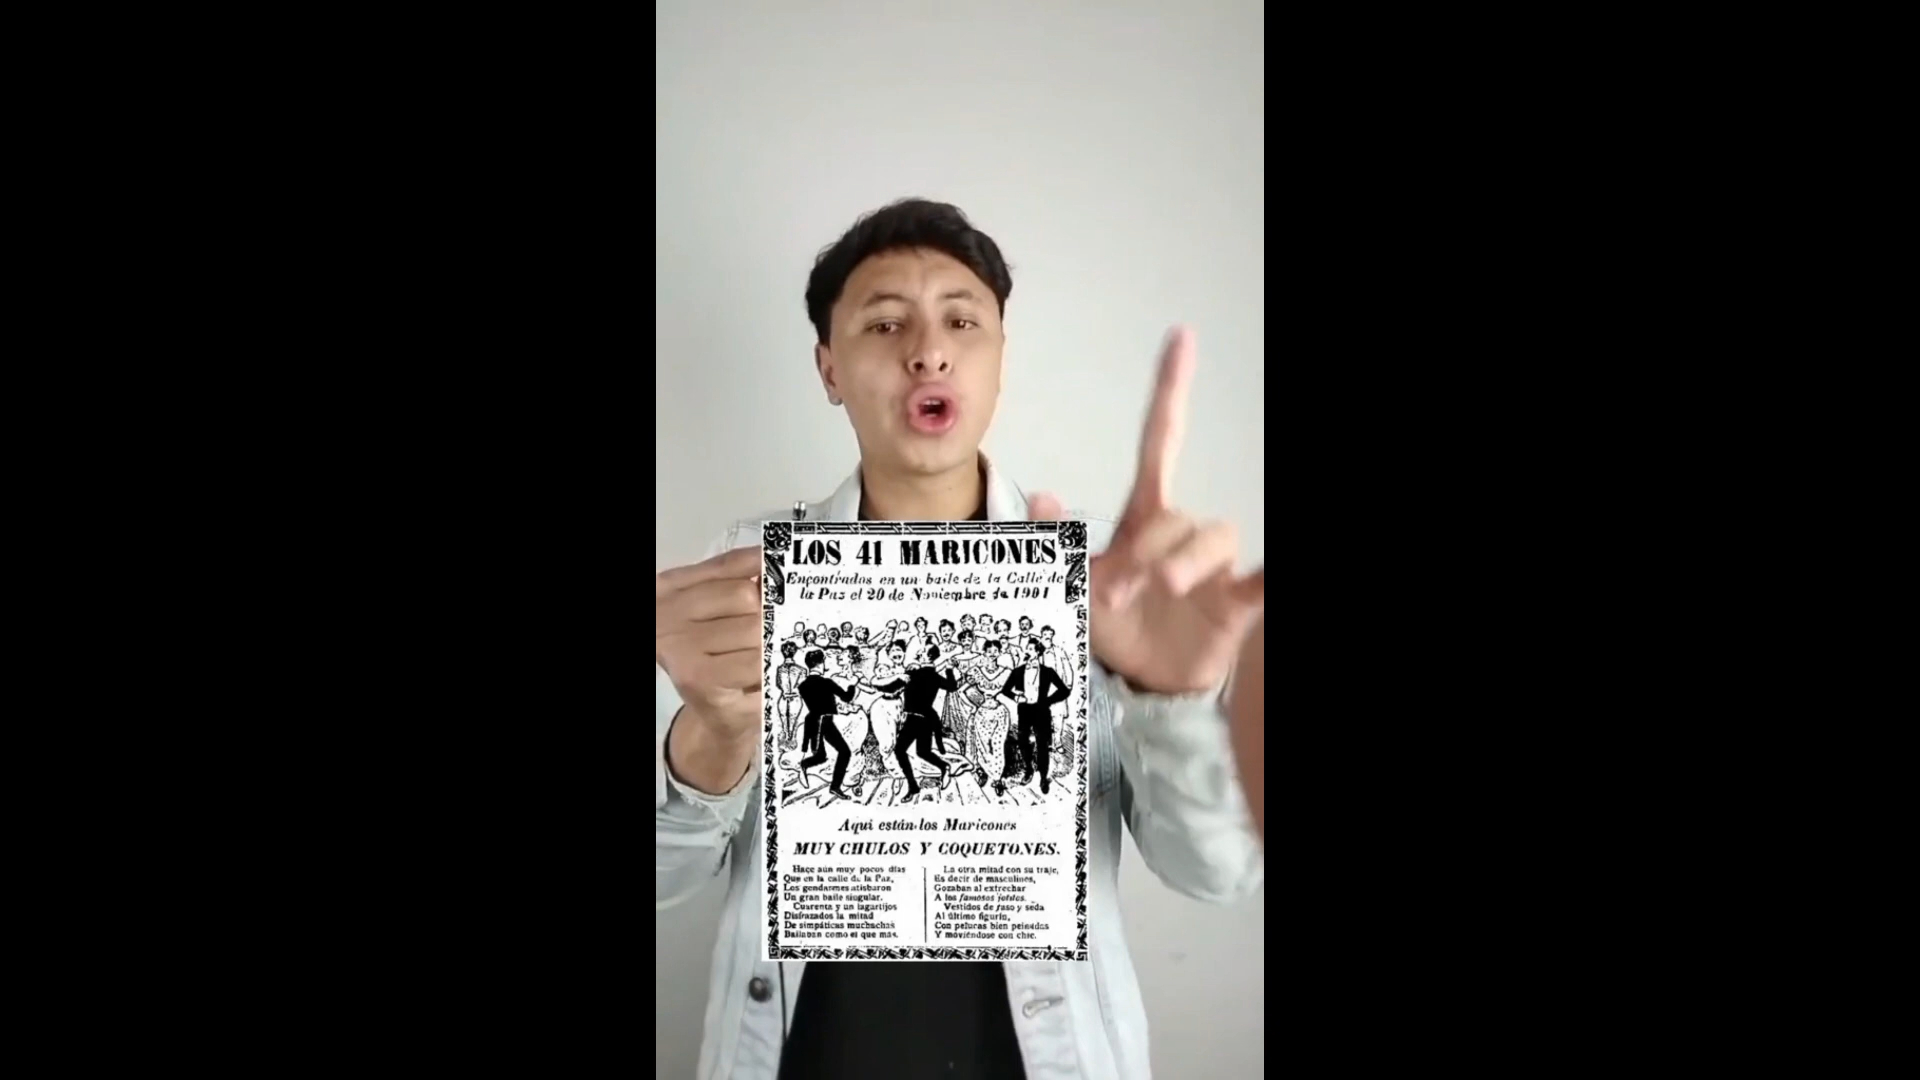 LOS 41 MARICONES
Encontrados en un baile de la Calle de
la Paz el 20 de Noviembre de 1901
Aquí están los Maricones
MUY CHULOS Y COQUETONES.
Hace aún muy pocos días
Que en la calle de la Paz,
Los gendarmes atisbaron
Un gran baile singular.
Cuarenta y un lagartijos
Disfrazados la mitad
De simpáticas muchachas
Bailaban como el que más.
La otra mitad con su traje,
Es decir de masculinos,
Gozaban al extrechar
A los famosos jotitos.
Vestidos de raso y seda
Al último figurín,
Con pelucas bien peinadas
Y moviéndose con chic.